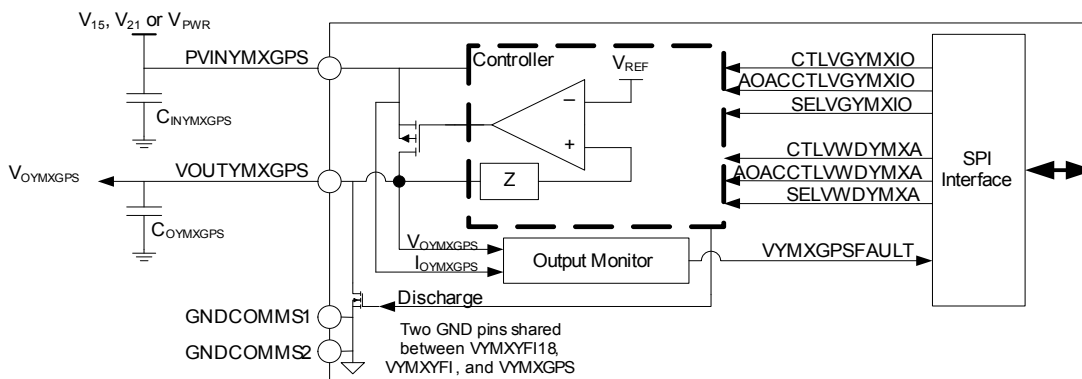 V15, V21 or VPWR
PVINYMXGPS
CINYMXGPS
VOYMXGPS
VOUTYMXGPS
COYMXGPS
GNDCOMMS1
GNDCOMMS2
Controller
VREF
−
+
Z
VOYMXGPS
IOYMXGPS
Output Monitor
Discharge
Two GND pins shared
between VYMXYFI18,
VYMXYFI, and VYMXGPS
CTLVGYMXIO
AOACCTLVGYMXIO
SELVGYMXIO
CTLVWDYMXA
AOACCTLVWDYMXA
SELVWDYMXA
VYMXGPSFAULT
SPI
Interface